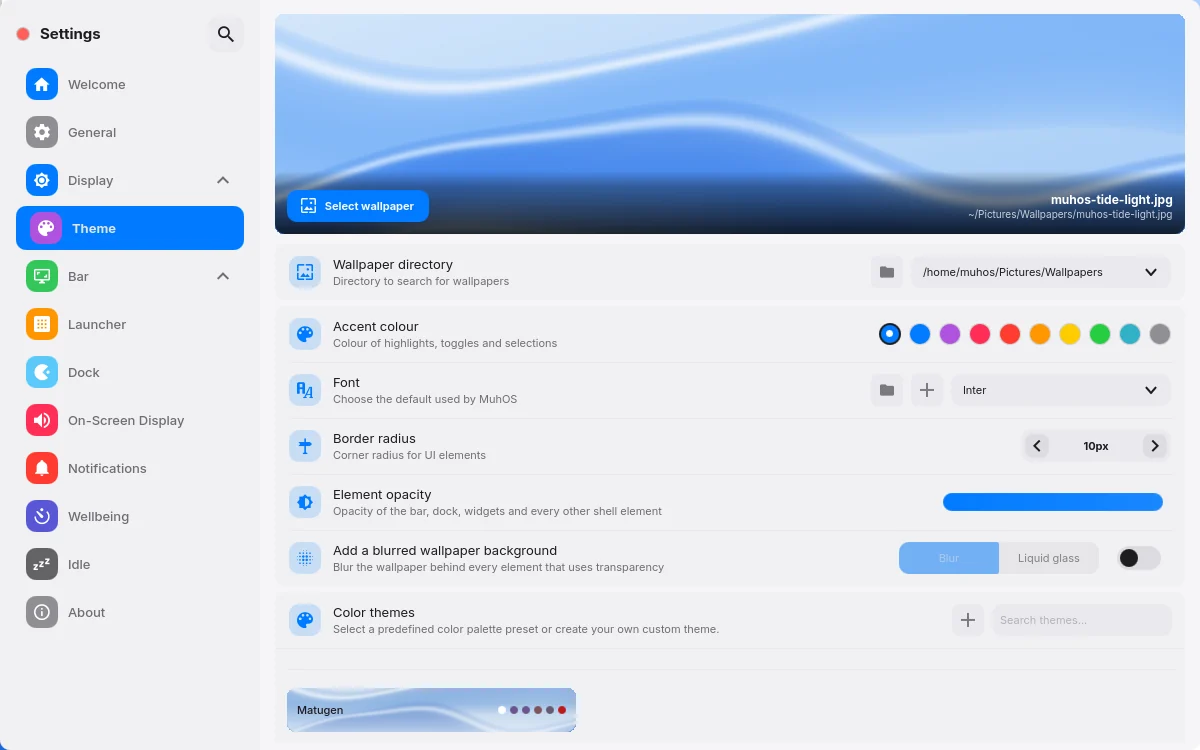 Settings
Welcome
General
Display
Theme
Bar
Launcher
Dock
On-Screen Display
Notifications
Wellbeing
Idle
About
Select wallpaper
muhos-tide-light.jpg
~/Pictures/Wallpapers/muhos-tide-light.jpg
Wallpaper directory
Directory to search for wallpapers
/home/muhos/Pictures/Wallpapers
Accent colour
Colour of highlights, toggles and selections
Font
Choose the default used by MuhOS
Inter
Border radius
Corner radius for UI elements
10px
Element opacity
Opacity of the bar, dock, widgets and every other shell element
Add a blurred wallpaper background
Blur the wallpaper behind every element that uses transparency
Blur
Liquid glass
Color themes
Select a predefined color palette preset or create your own custom theme.
Search themes...
Matugen